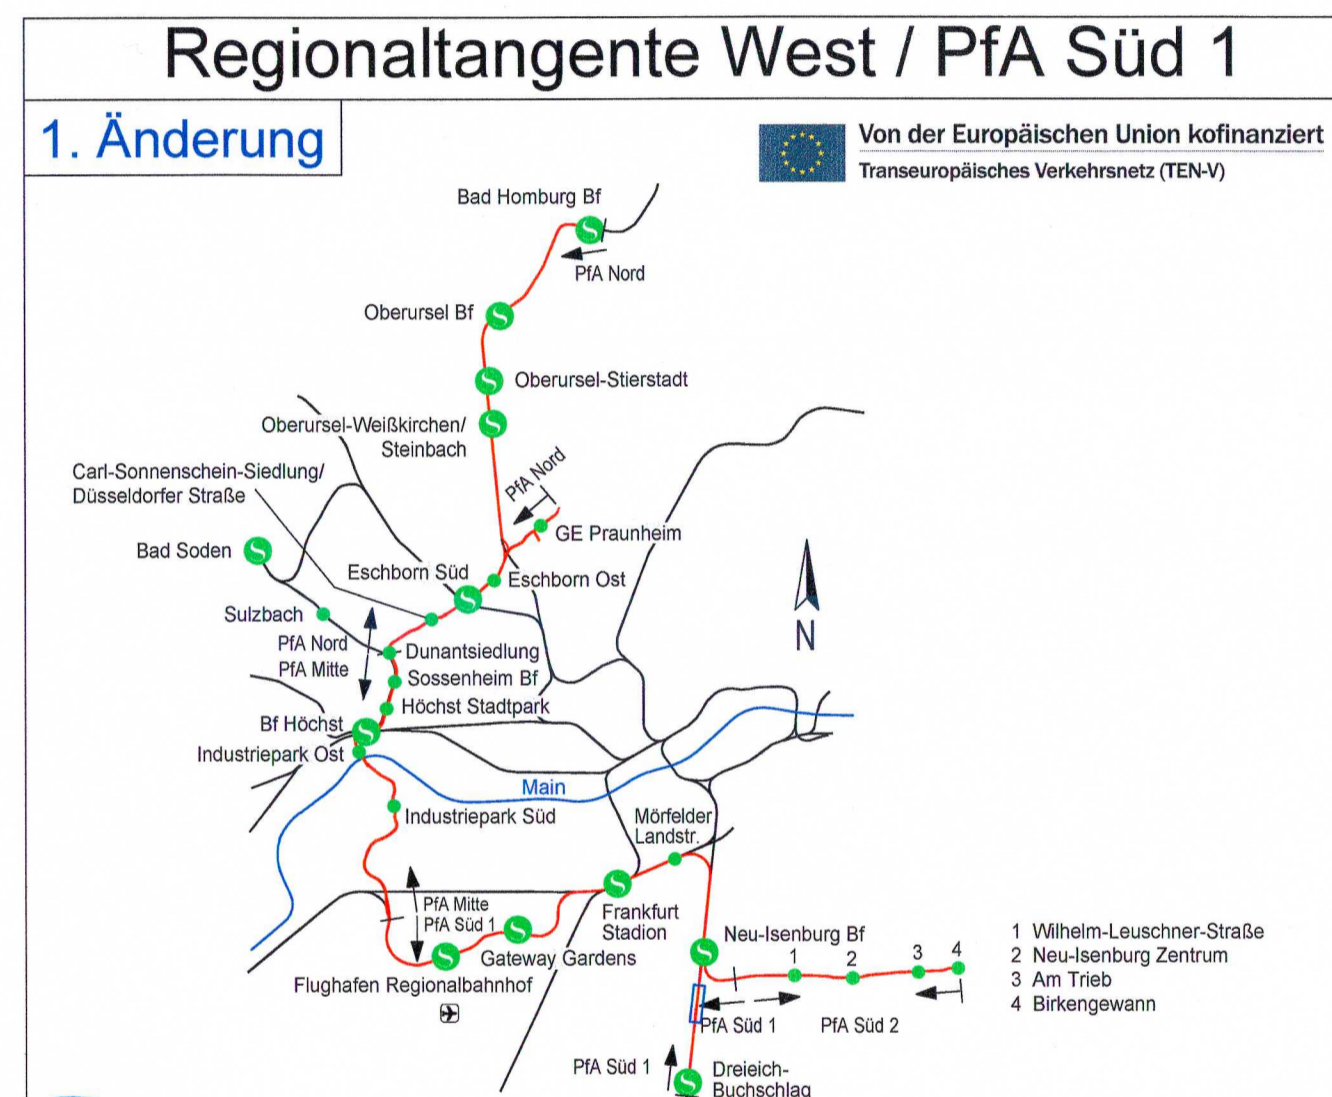 Regionaltangente West / PfA Süd 1
1. Änderung
Von der Europäischen Union kofinanziert
Transeuropäisches Verkehrsnetz (TEN-V)
Bad Homburg Bf
PfA Nord
Oberursel Bf
Oberursel-Stierstadt
Oberursel-Weißkirchen/
Steinbach
Carl-Sonnenschein-Siedlung/
Düsseldorfer Straße
PfA Nord
GE Praunheim
Bad Soden
Eschborn Süd
Eschborn Ost
Sulzbach
PfA Nord
PfA Mitte
Dunantsiedlung
Sossenheim Bf
Höchst Stadtpark
Bf Höchst
Industriepark Ost
N
Main
Industriepark Süd
Mörfelder
Landstr.
PfA Mitte
PfA Süd 1
Frankfurt
Stadion
Gateway Gardens
Flughafen Regionalbahnhof
Neu-Isenburg Bf
1
2
3
4
1 Wilhelm-Leuschner-Straße
2 Neu-Isenburg Zentrum
3 Am Trieb
4 Birkengewann
PfA Süd 1
PfA Süd 2
PfA Süd 1
Dreieich-
Buchschlag